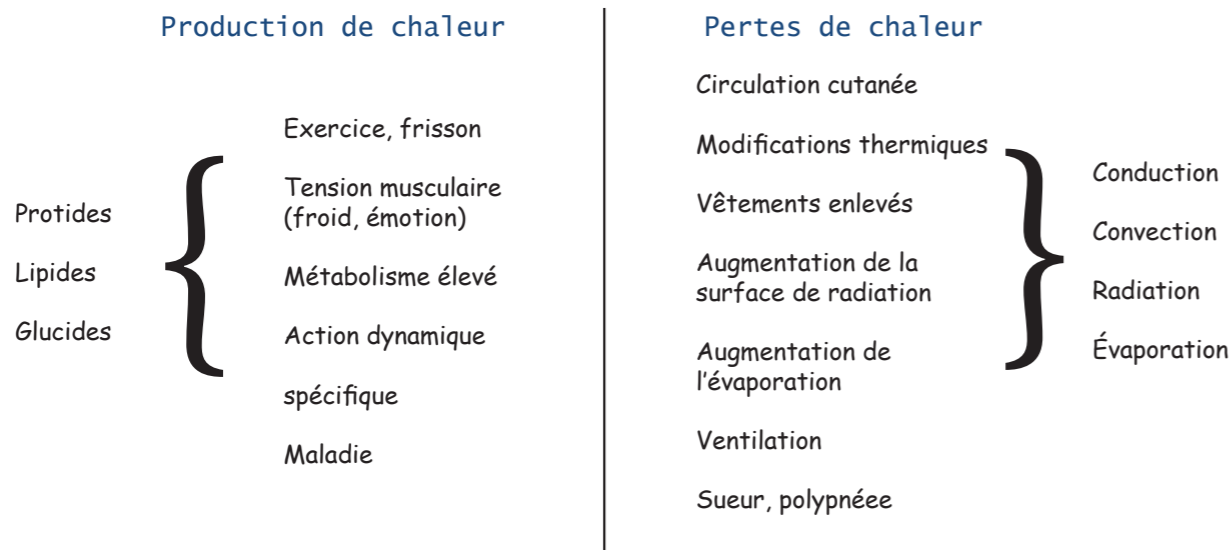 Production de chaleur
Protides
Lipides
Glucides
Exercice, frisson
Tension musculaire
(froid, émotion)
Métabolisme élevé
Action dynamique
spécifique
Maladie
Pertes de chaleur
Circulation cutanée
Modifications thermiques
Vêtements enlevés
Augmentation de la
surface de radiation
Augmentation de
l'évaporation
Ventilation
Sueur, polypnéee
Conduction
Convection
Radiation
Évaporation